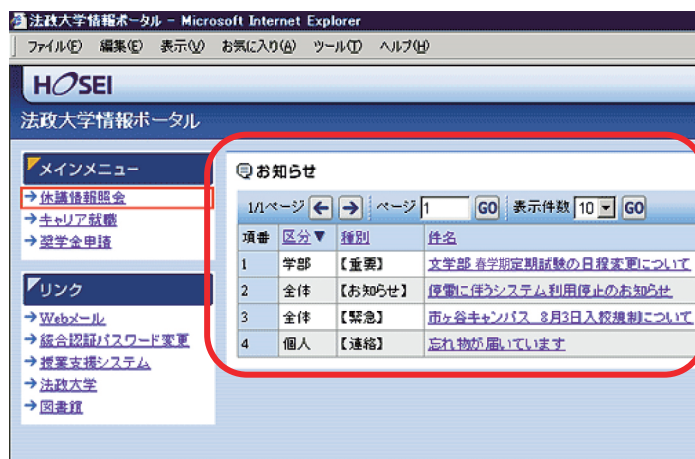 法政大学情報ポータル - Microsoft Internet Explorer
ファイル(F) 編集(E) 表示(V) お気に入り(A) ツール(T) ヘルプ(H)
HOSEI
法政大学情報ポータル
メインメニュー
休講情報照会
キャリア就職
奨学金申請
リンク
Webメール
統合認証パスワード変更
授業支援システム
法政大学
図書館
お知らせ
1/1ページ ページ 1 GO 表示件数 10 GO
項番 区分▼ 種別 件名
1 学部 【重要】 文学部 春学期定期試験の日程変更について
2 全体 【お知らせ】 停電に伴うシステム利用停止のお知らせ
3 全体 【緊急】 市ヶ谷キャンパス 8月3日入校規制について
4 個人 【連絡】 忘れ物が届いています